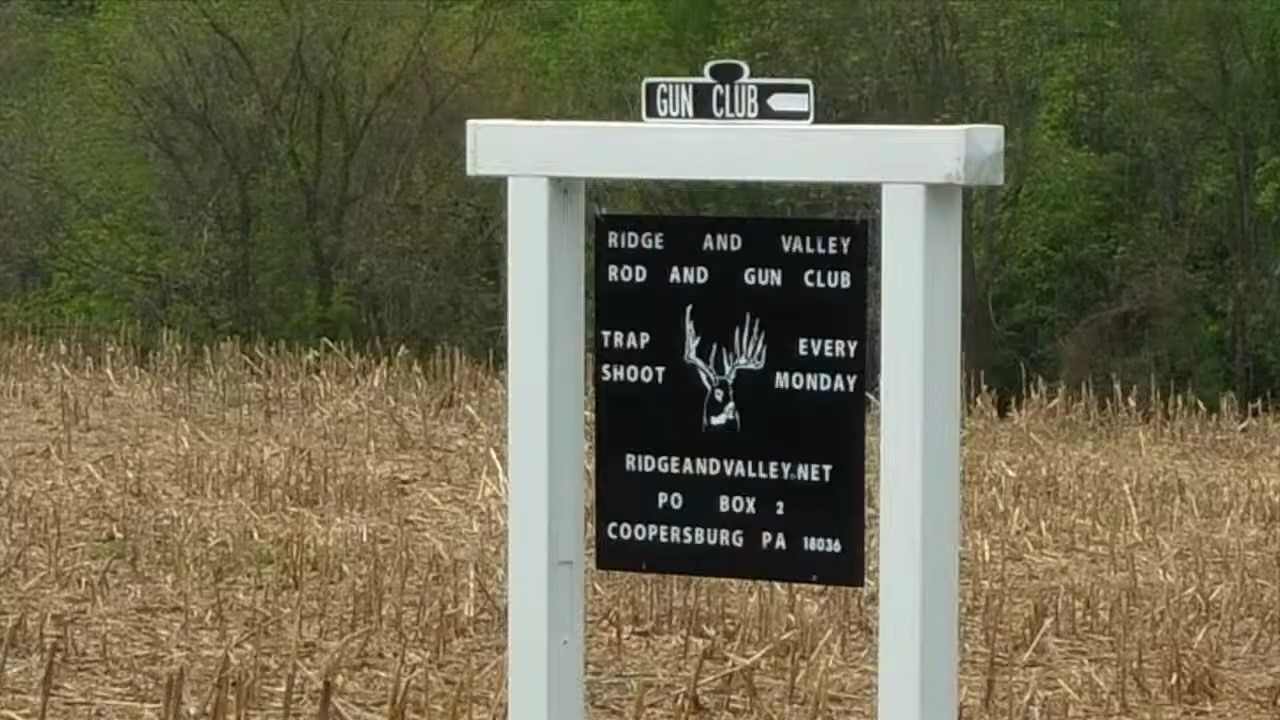 GUN CLUB
RIDGE AND VALLEY
ROD AND GUN CLUB
TRAP EVERY
SHOOT MONDAY
RIDGEANDVALLEY.NET
PO BOX 2
COOPERSBURG PA 18036